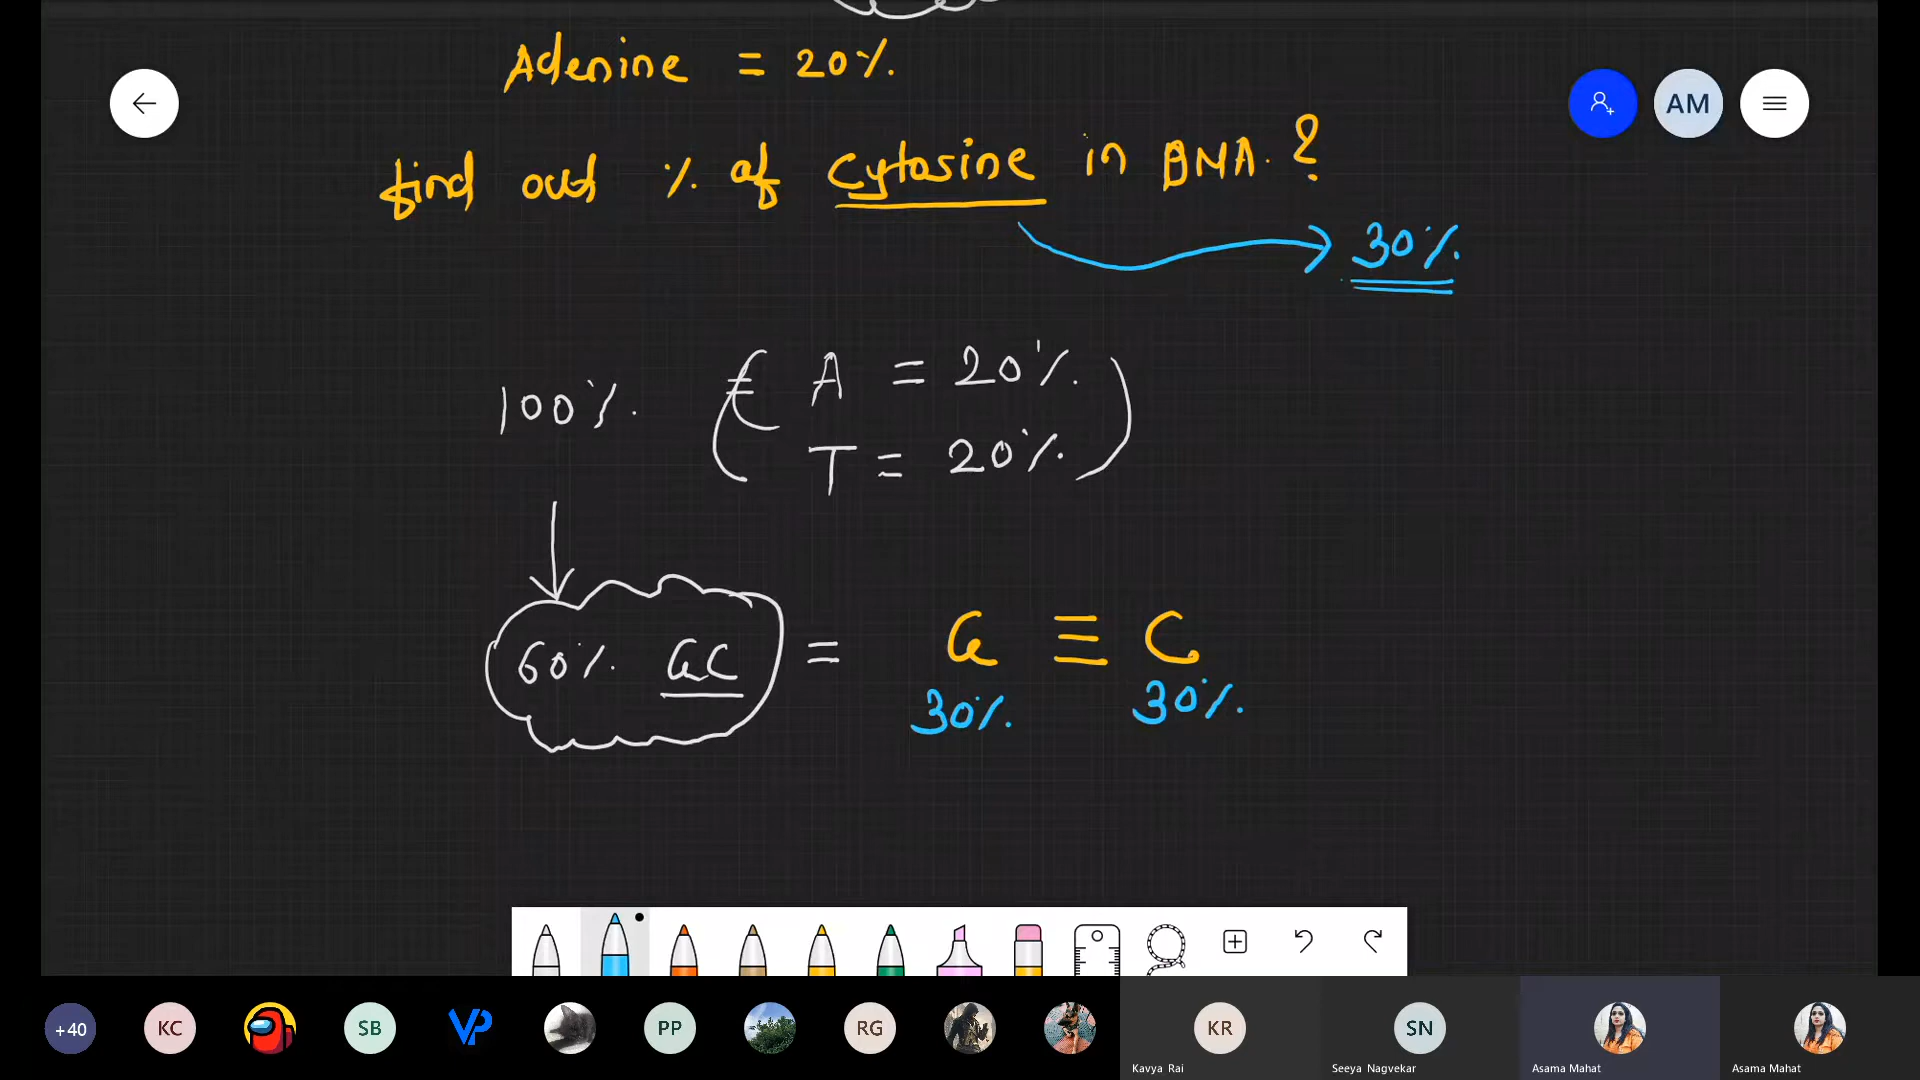 Adenine = 20%.
AM
find out % of Cytosine in DNA. ?
30%.
100%. A = 20%.
T = 20%.
60%. GC = G ≡ C
30%. 30%.
+40
KC
SB
VP
PP
RG
KR
SN
Kavya Rai
Seeya Nagvekar
Asama Mahat
Asama Mahat